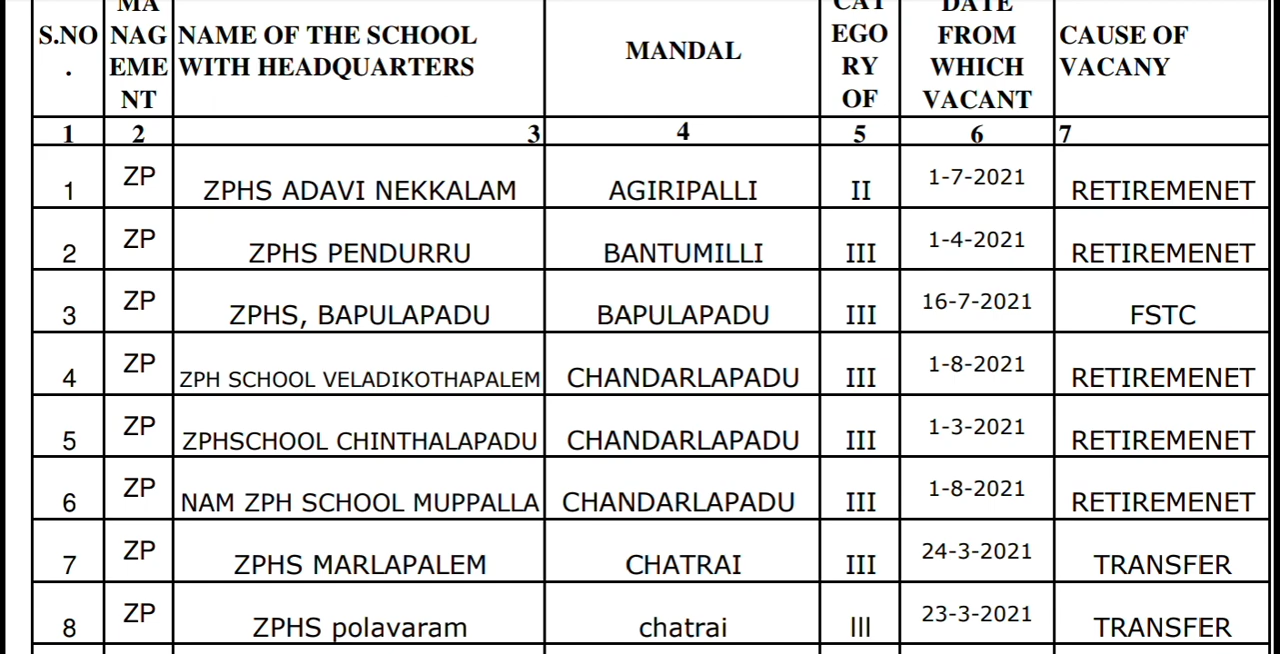 S.NO
.
MA
NAG
EME
NT
NAME OF THE SCHOOL
WITH HEADQUARTERS
MANDAL
CAT
EGO
RY
OF
DATE
FROM
WHICH
VACANT
CAUSE OF
VACANY
1 2 3 4 5 6 7
1 ZP ZPHS ADAVI NEKKALAM AGIRIPALLI II 1-7-2021 RETIREMENET
2 ZP ZPHS PENDURRU BANTUMILLI III 1-4-2021 RETIREMENET
3 ZP ZPHS, BAPULAPADU BAPULAPADU III 16-7-2021 FSTC
4 ZP ZPH SCHOOL VELADIKOTHAPALEM CHANDARLAPADU III 1-8-2021 RETIREMENET
5 ZP ZPHSCHOOL CHINTHALAPADU CHANDARLAPADU III 1-3-2021 RETIREMENET
6 ZP NAM ZPH SCHOOL MUPPALLA CHANDARLAPADU III 1-8-2021 RETIREMENET
7 ZP ZPHS MARLAPALEM CHATRAI III 24-3-2021 TRANSFER
8 ZP ZPHS polavaram chatrai lll 23-3-2021 TRANSFER